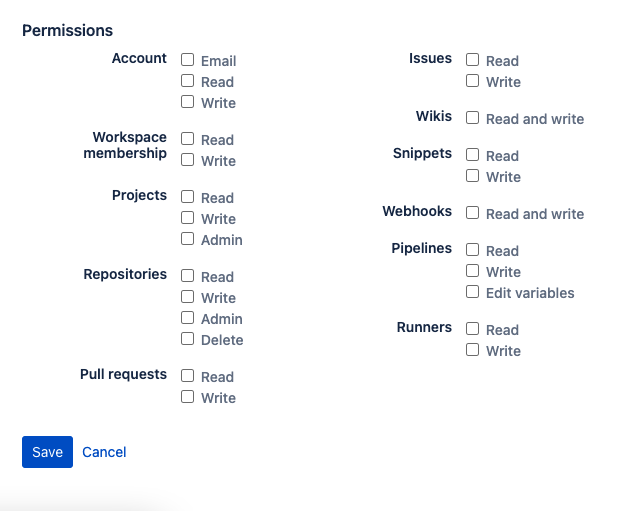 Permissions
Account
Email
Read
Write
Workspace
membership
Read
Write
Projects
Read
Write
Admin
Repositories
Read
Write
Admin
Delete
Pull requests
Read
Write
Issues
Read
Write
Wikis
Read and write
Snippets
Read
Write
Webhooks
Read and write
Pipelines
Read
Write
Edit variables
Runners
Read
Write
Save
Cancel